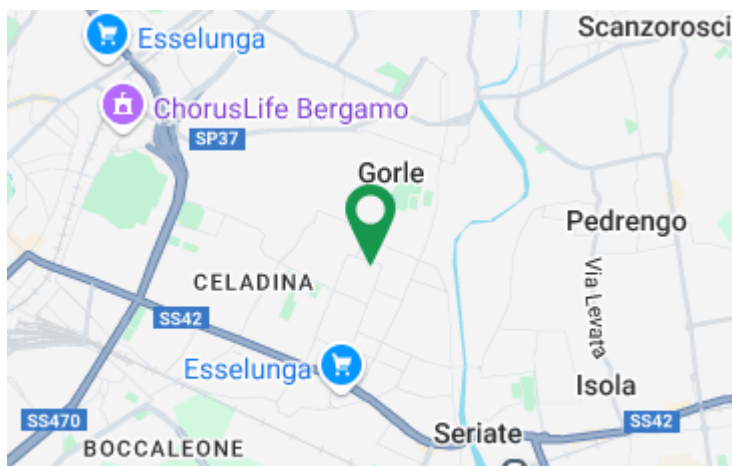 Scanzorosci
Esselunga
ChorusLife Bergamo
SP37
Gorle
Pedrengo
CELADINA
Via Levata
SS42
Esselunga
Isola
SS470
Seriate
SS42
BOCCALEONE